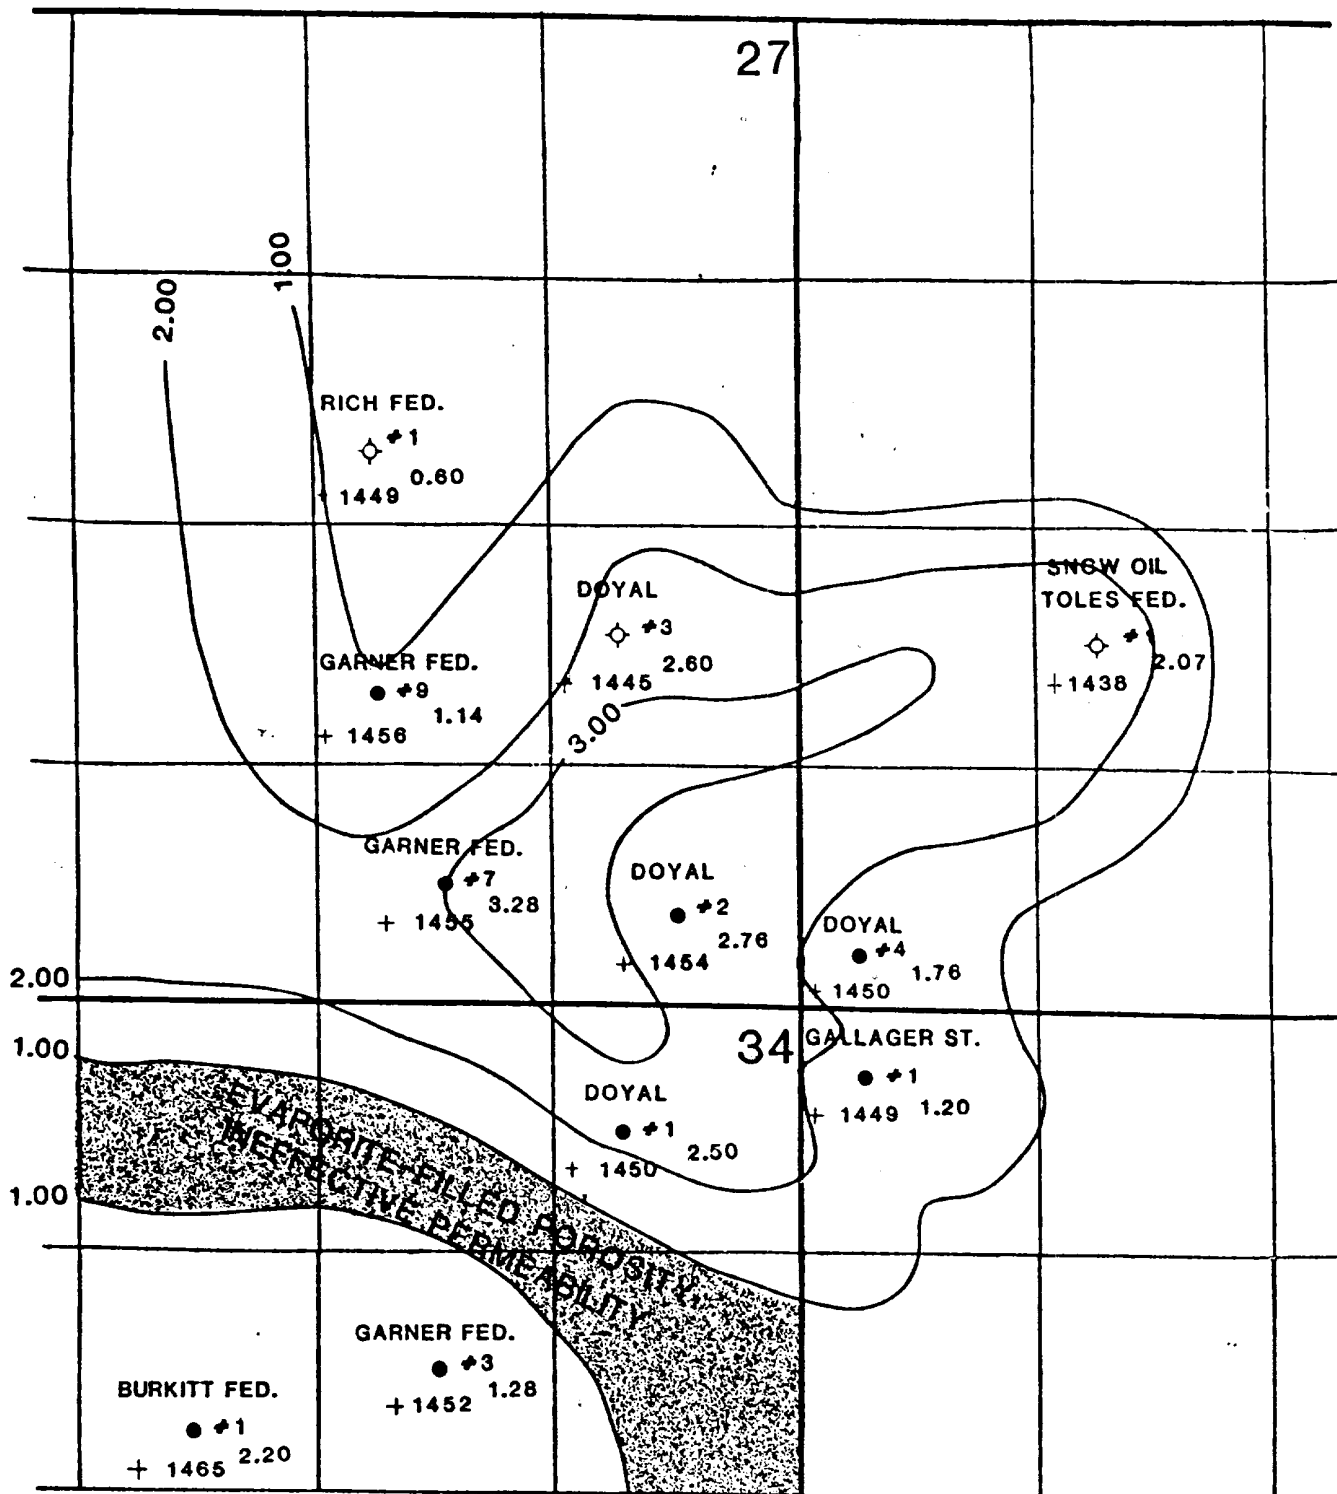 27
1.00
2.00
RICH FED.
#1
0.60
+ 1449
SNOW OIL
TOLES FED.
#
2.07
+1438
DOYAL
#3
2.60
+ 1445
GARNER FED.
#9
1.14
+ 1456
3.00
GARNER FED.
#7
3.28
+ 1455
DOYAL
#2
2.76
+ 1454
DOYAL
#4
1.76
+ 1450
2.00
1.00
34
GALLAGER ST.
#1
1.20
+ 1449
DOYAL
#1
2.50
+ 1450
EVAPORITE-FILLED POROSITY,
INEFFECTIVE PERMEABILITY
1.00
GARNER FED.
#3
1.28
+1452
BURKITT FED.
#1
2.20
+ 1465